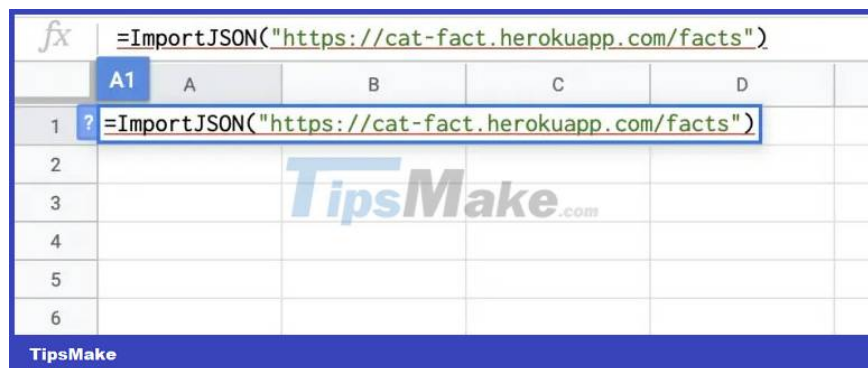 fx =ImportJSON("https://cat-fact.herokuapp.com/facts")
A1 A B C D
1 ? =ImportJSON("https://cat-fact.herokuapp.com/facts")
2
TipsMake.com
3
4
5
6
TipsMake